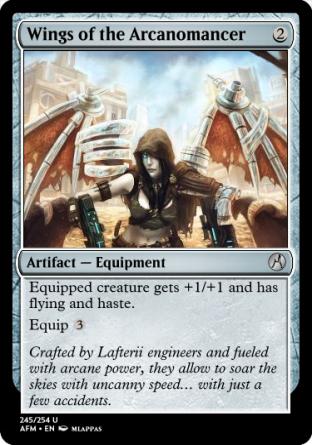 Wings of the Arcanomancer 2
Artifact — Equipment
Equipped creature gets +1/+1 and has
flying and haste.
Equip 3
Crafted by Lafterii engineers and fueled
with arcane power, they allow to soar the
skies with uncanny speed... with just a
few accidents.
245/254 U
AFM • EN MLAPPAS